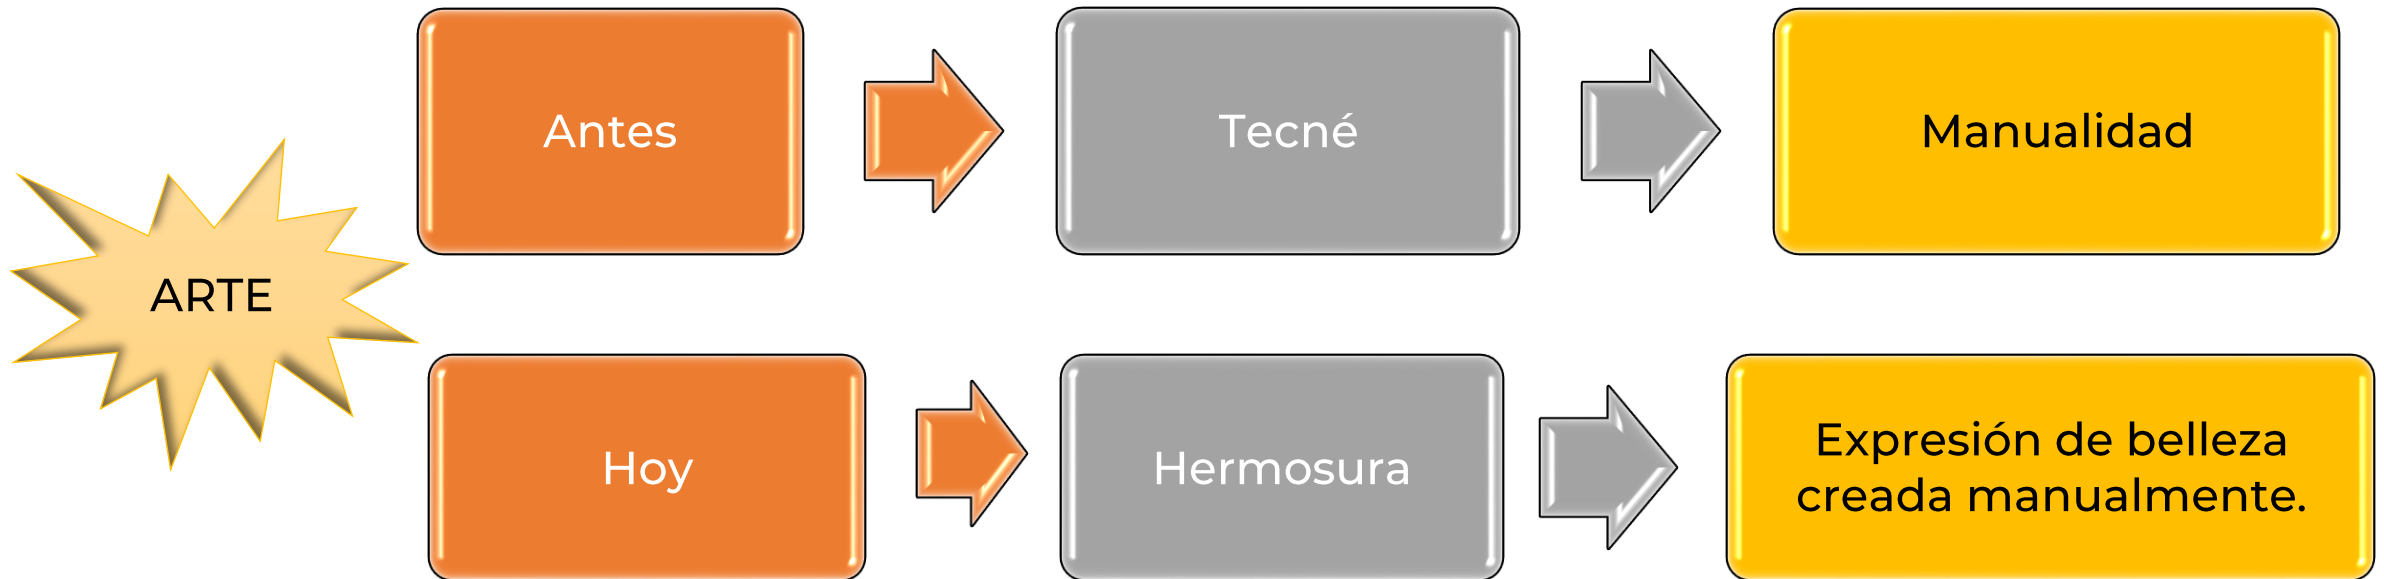 ARTE
Antes
Tecné
Manualidad
Hoy
Hermosura
Expresión de belleza
creada manualmente.